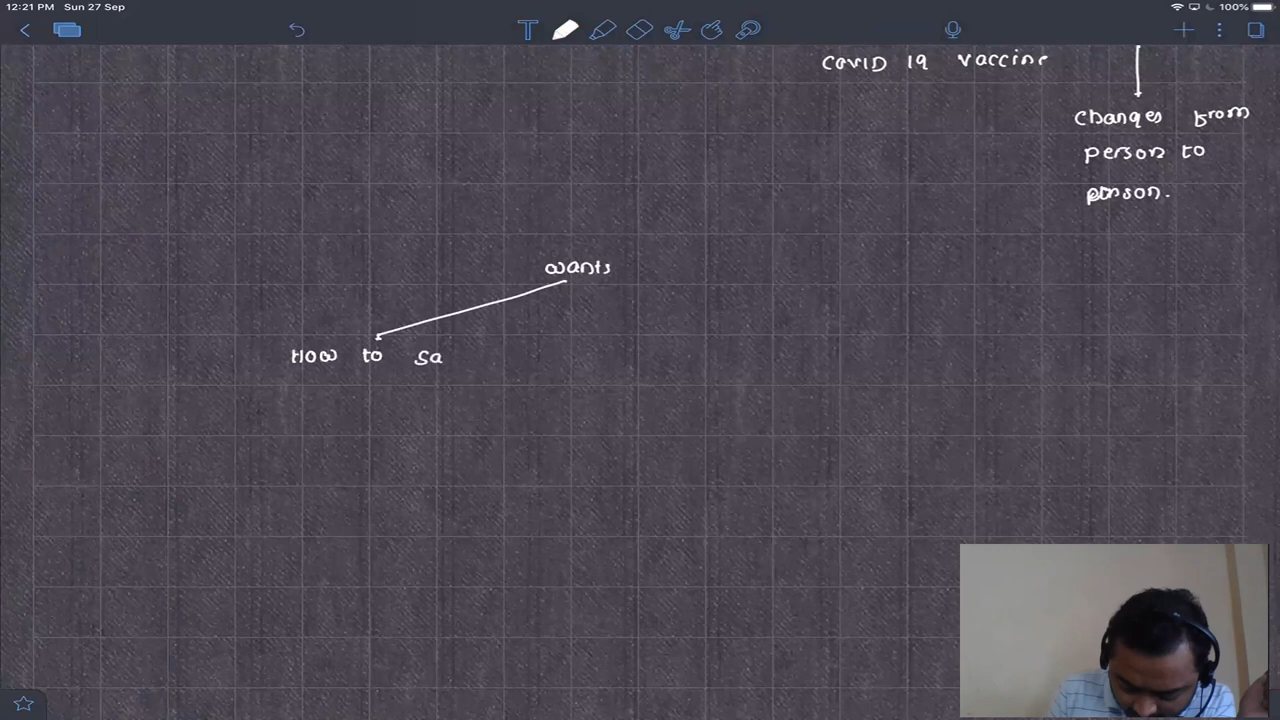 12:21 PM Sun 27 Sep
100%
T
Covid 19 vaccine
changes from
person to
person.
wants
How to sa